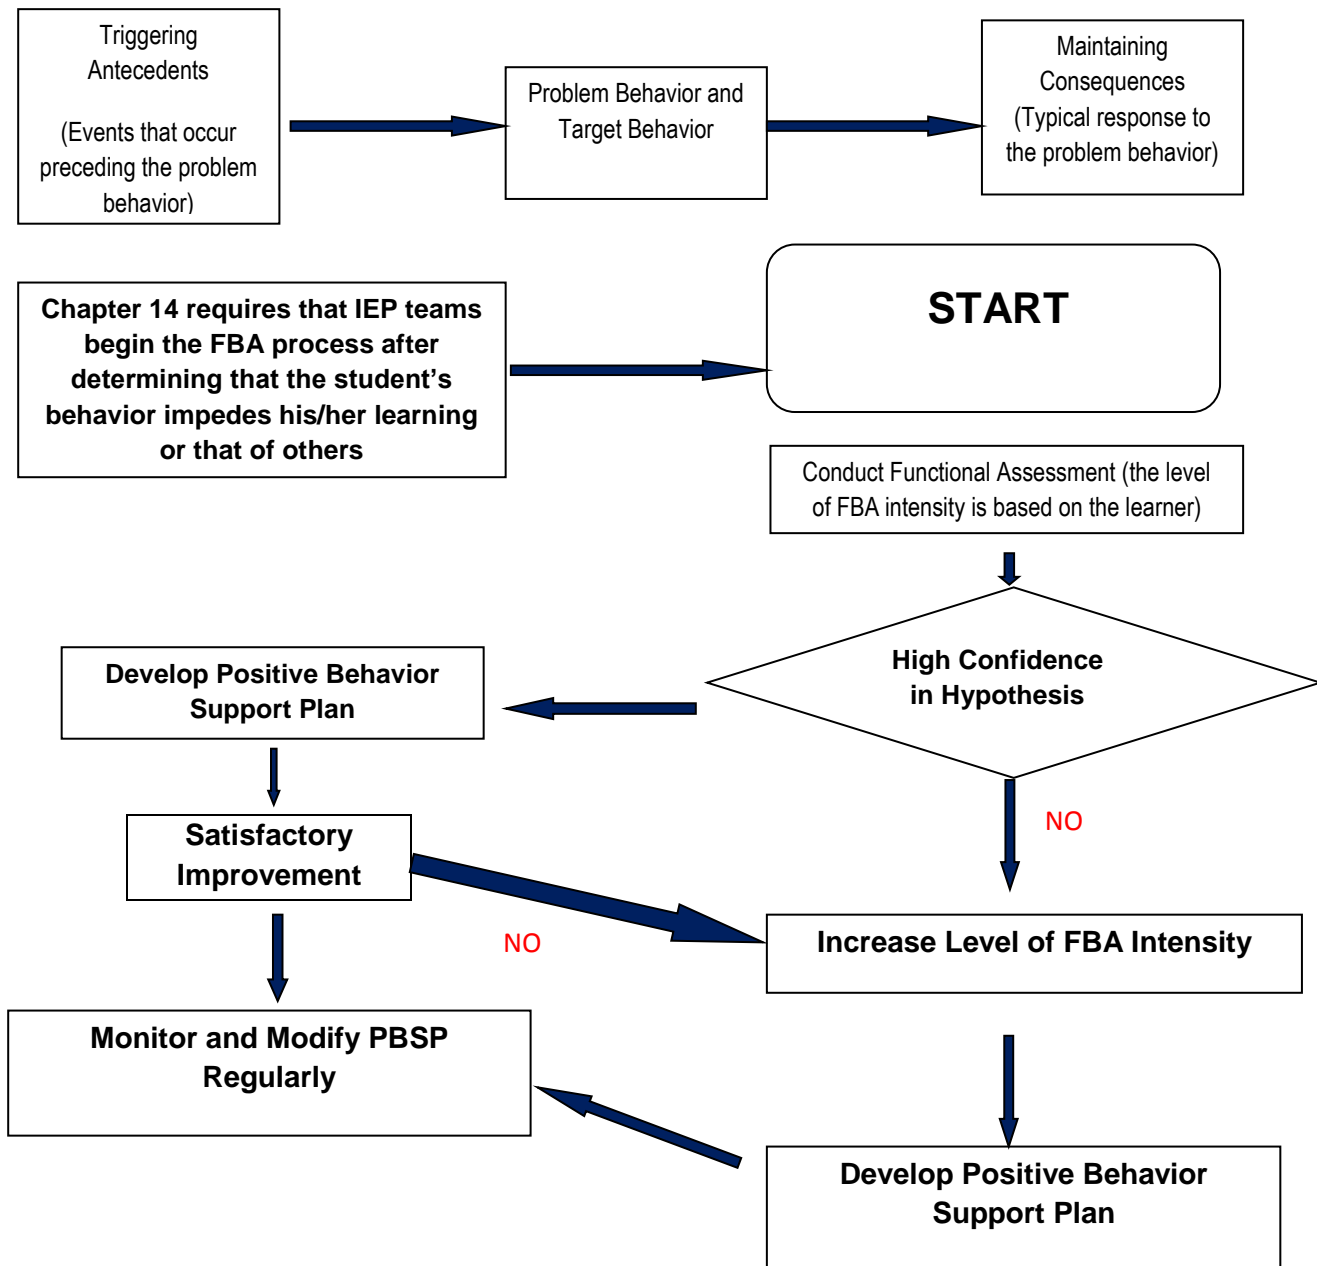 Triggering
Antecedents
(Events that occur
preceding the problem
behavior)
Problem Behavior and
Target Behavior
Maintaining
Consequences
(Typical response to
the problem behavior)
Chapter 14 requires that IEP teams
begin the FBA process after
determining that the student’s
behavior impedes his/her learning
or that of others
START
Conduct Functional Assessment (the level
of FBA intensity is based on the learner)
High Confidence
in Hypothesis
Develop Positive Behavior
Support Plan
NO
Satisfactory
Improvement
NO
Increase Level of FBA Intensity
Monitor and Modify PBSP
Regularly
Develop Positive Behavior
Support Plan